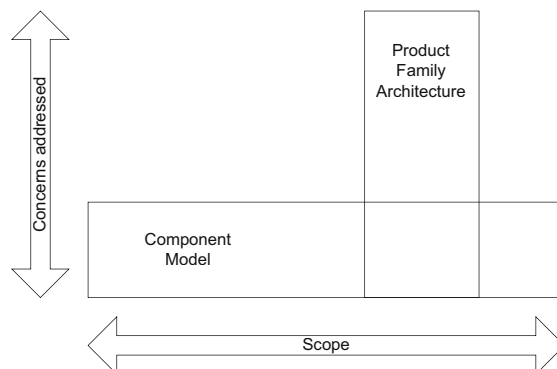 Concerns addressed
Product
Family
Architecture
Component
Model
Scope